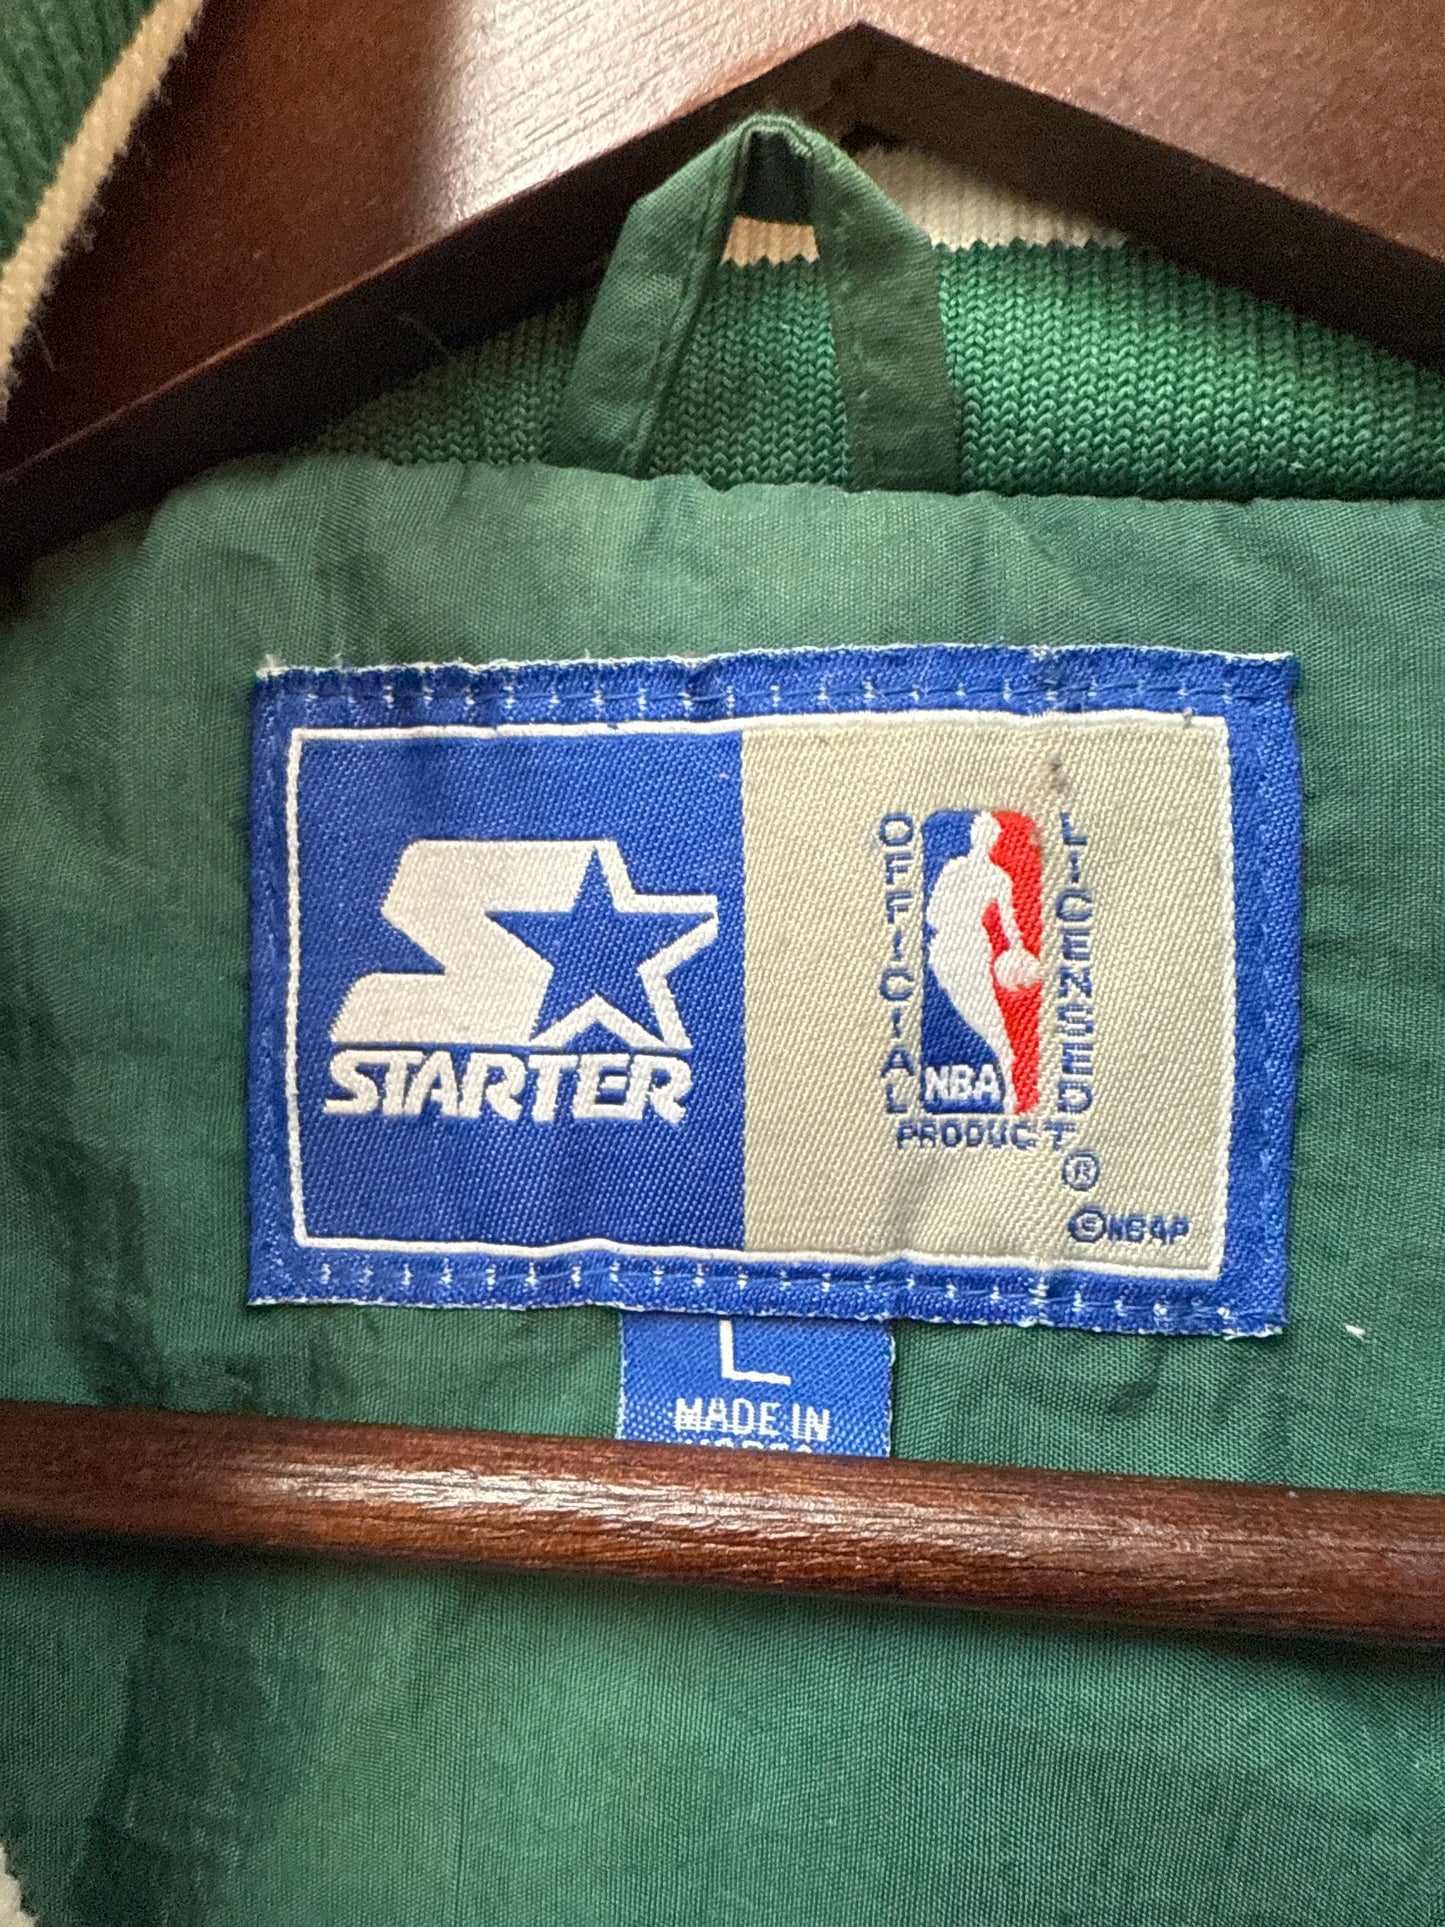 STARTER
OFFICIAL
LICENSED
NBA
PRODUCT
®
©NBAP
L
MADE IN